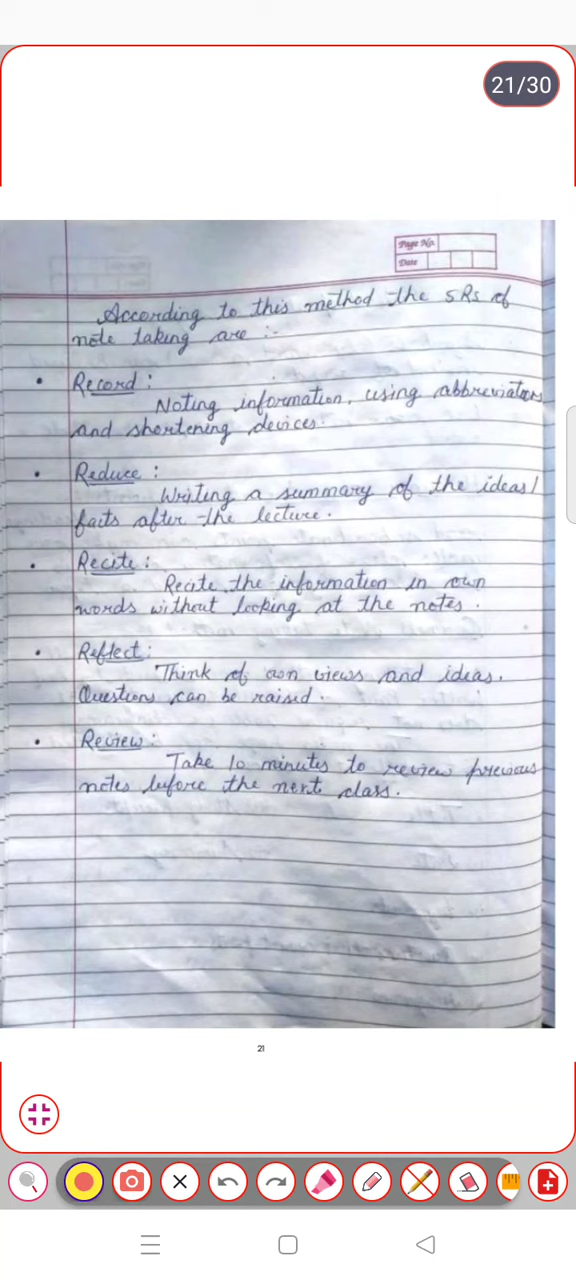 21/30
Page No.
Date
According to this method the 5Rs of
note taking are :-
• Record :
Noting information, using abbreviations
and shortening devices.
• Reduce :
Writing a summary of the ideas/
facts after the lecture.
• Recite :
Recite the information in own
words without looking at the notes.
• Reflect :
Think of own views and ideas.
Questions can be raised.
• Review :
Take 10 minutes to review previous
notes before the next class.
21